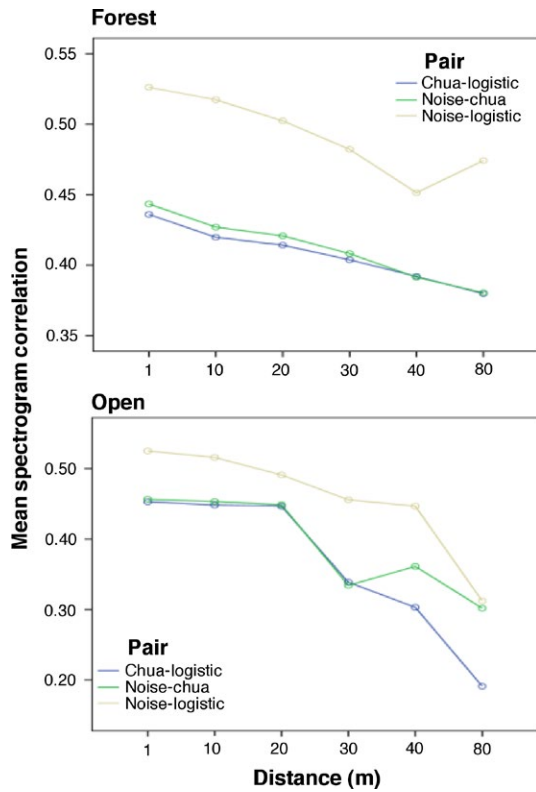 Forest
0.55
0.50
0.45
0.40
0.35
Pair
Chua-logistic
Noise-chua
Noise-logistic
1 10 20 30 40 80
Mean spectrogram correlation
Open
0.50
0.40
0.30
0.20
Pair
Chua-logistic
Noise-chua
Noise-logistic
1 10 20 30 40 80
Distance (m)